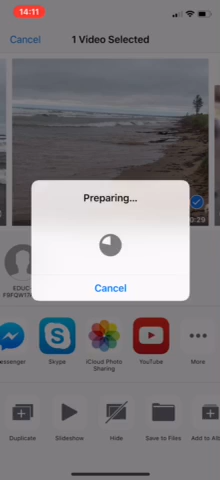 14:11
Cancel
1 Video Selected
Preparing...
0:29
Cancel
EDUC
Skype
iCloud Photo
Sharing
YouTube
More
essenger
Duplicate
Slideshow
Hide
Save to Files
Add to Al